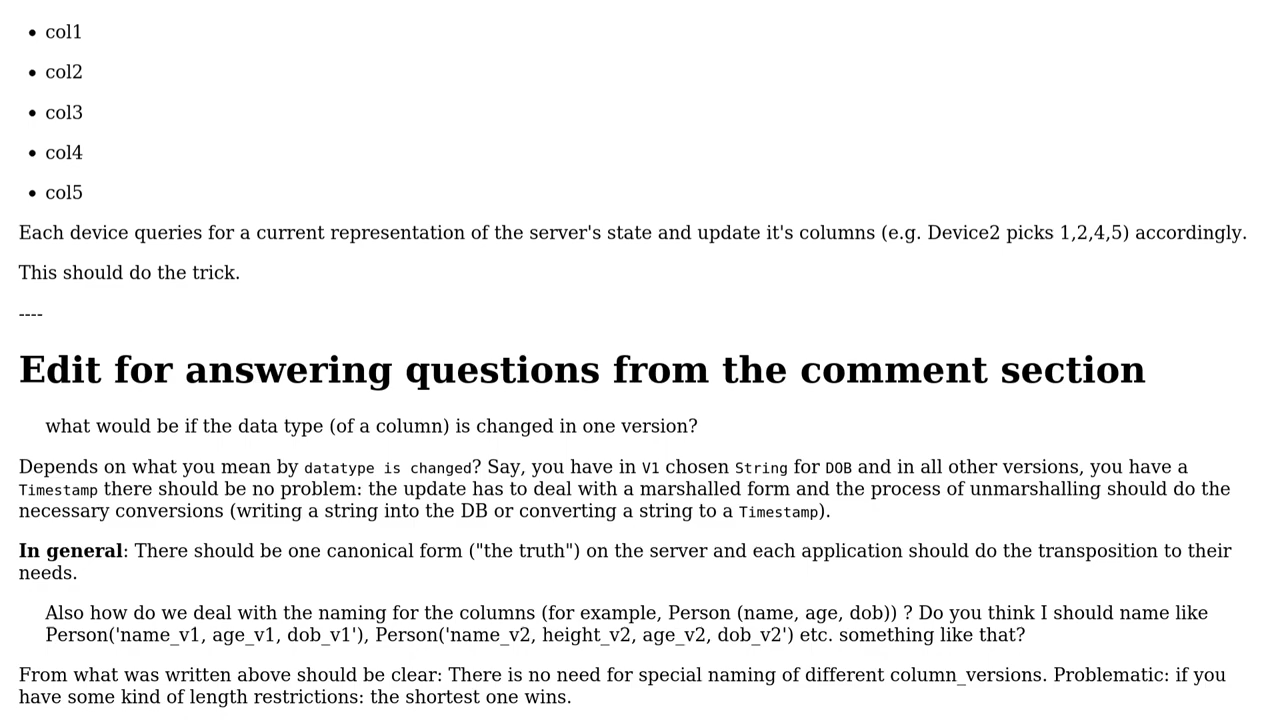 • col1
• col2
• col3
• col4
• col5
Each device queries for a current representation of the server's state and update it's columns (e.g. Device2 picks 1,2,4,5) accordingly.
This should do the trick.
----
Edit for answering questions from the comment section
what would be if the data type (of a column) is changed in one version?
Depends on what you mean by datatype is changed? Say, you have in V1 chosen String for DOB and in all other versions, you have a
Timestamp there should be no problem: the update has to deal with a marshalled form and the process of unmarshalling should do the
necessary conversions (writing a string into the DB or converting a string to a Timestamp).
In general: There should be one canonical form ("the truth") on the server and each application should do the transposition to their
needs.
Also how do we deal with the naming for the columns (for example, Person (name, age, dob)) ? Do you think I should name like
Person('name_v1, age_v1, dob_v1'), Person('name_v2, height_v2, age_v2, dob_v2') etc. something like that?
From what was written above should be clear: There is no need for special naming of different column_versions. Problematic: if you
have some kind of length restrictions: the shortest one wins.